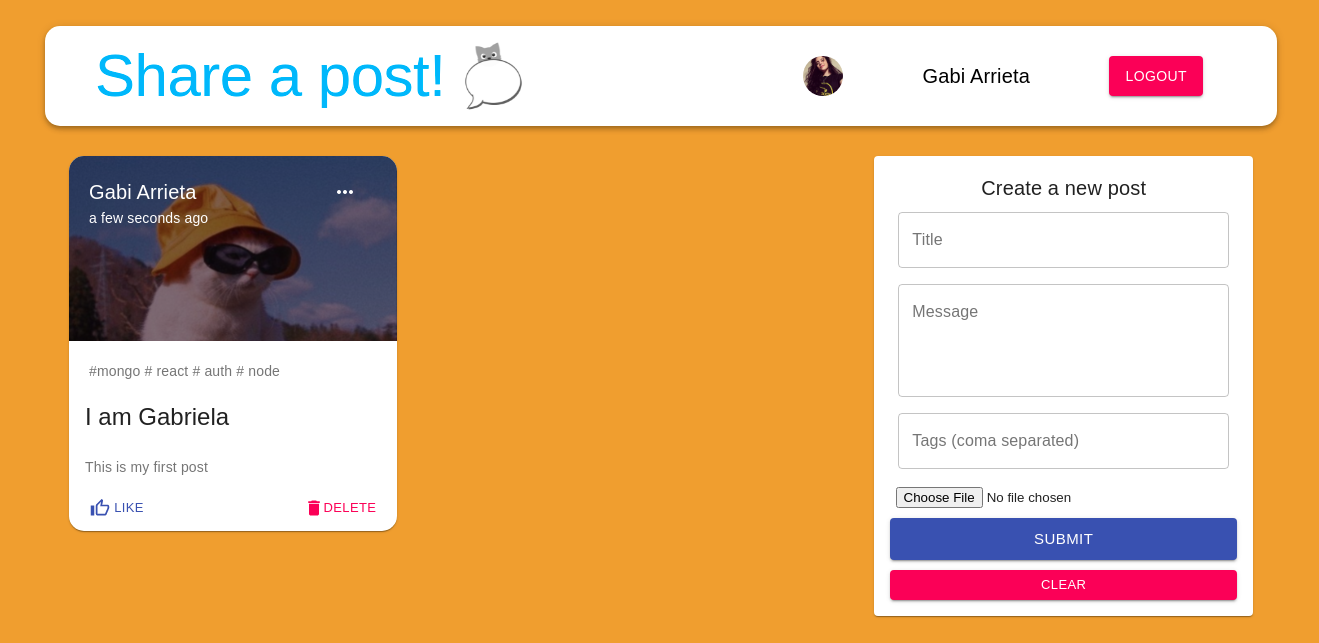 Share a post!
Gabi Arrieta
LOGOUT
Gabi Arrieta
a few seconds ago
#mongo # react # auth # node
I am Gabriela
This is my first post
LIKE
DELETE
Create a new post
Title
Message
Tags (coma separated)
Choose File No file chosen
SUBMIT
CLEAR